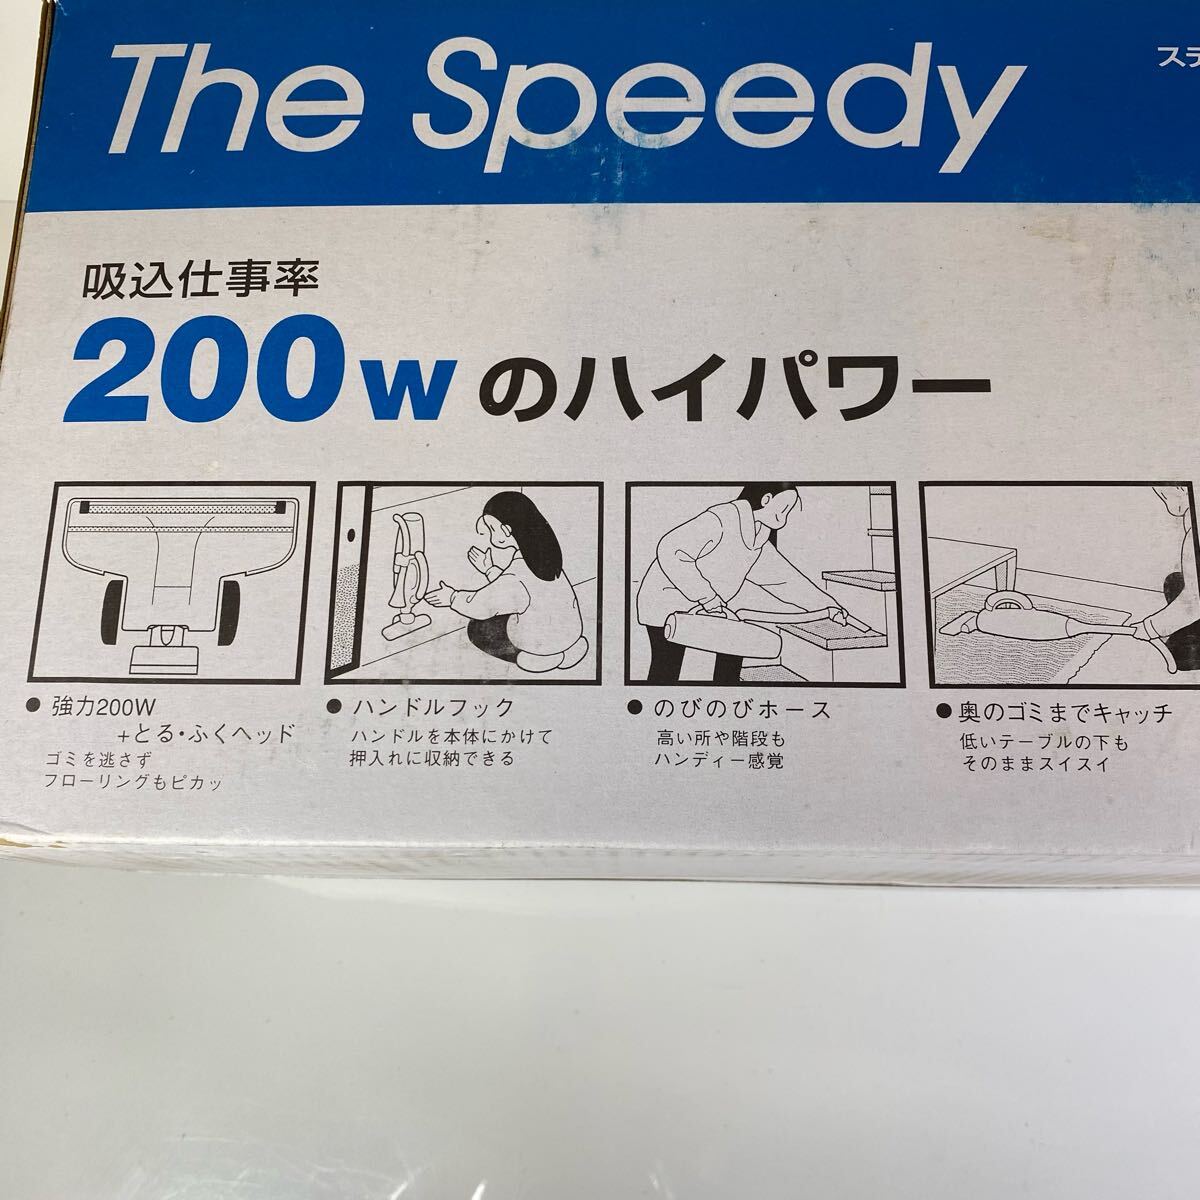 The Speedy
ステ
吸込仕事率
200wのハイパワー
● 強力200W
+とる・ふくヘッド
ゴミを逃さず
フローリングもピカッ
● ハンドルフック
ハンドルを本体にかけて
押入れに収納できる
● のびのびホース
高い所や階段も
ハンディー感覚
● 奥のゴミまでキャッチ
低いテーブルの下も
そのままスイスイ